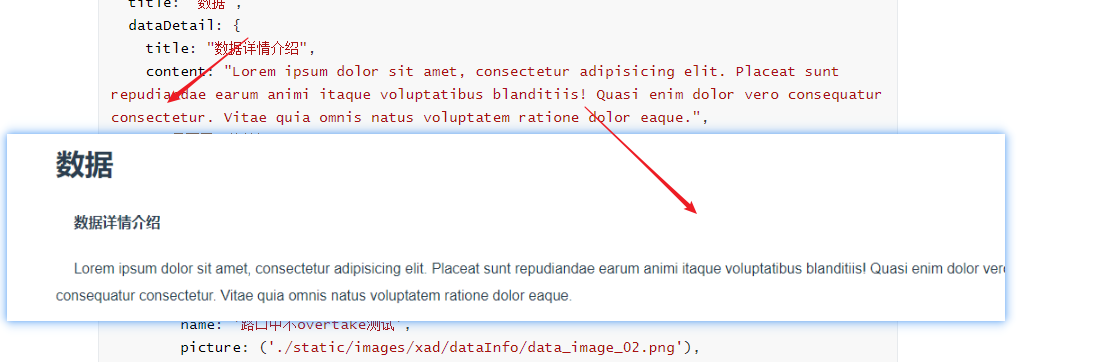 title: "数据",
dataDetail: {
title: "数据详情介绍",
content: "Lorem ipsum dolor sit amet, consectetur adipisicing elit. Placeat sunt
repudiandae earum animi itaque voluptatibus blanditiis! Quasi enim dolor vero consequatur
consectetur. Vitae quia omnis natus voluptatem ratione dolor eaque.",
数据
数据详情介绍
Lorem ipsum dolor sit amet, consectetur adipisicing elit. Placeat sunt repudiandae earum animi itaque voluptatibus blanditiis! Quasi enim dolor ver
consequatur consectetur. Vitae quia omnis natus voluptatem ratione dolor eaque.
name: "路口中不overtake测试",
picture: ('./static/images/xad/dataInfo/data_image_02.png'),